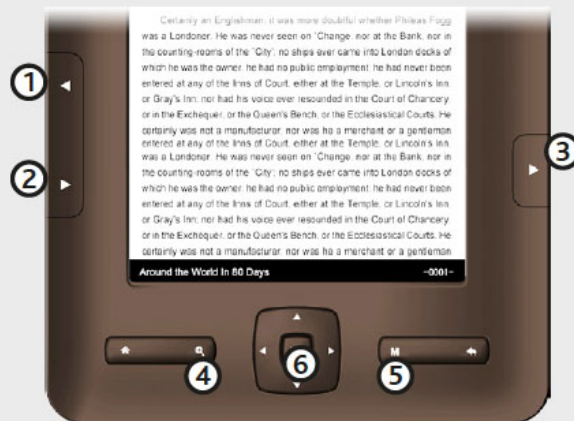 Certainly an Englishman, it was more doubtful whether Phileas Fogg
was a Londoner. He was never seen on 'Change, nor at the Bank, nor in
the counting-rooms of the "City"; no ships ever came into London docks of
which he was the owner; he had no public employment; he had never been
entered at any of the Inns of Court, either at the Temple, or Lincoln's Inn,
or Gray's Inn; nor had his voice ever resounded in the Court of Chancery,
or in the Exchequer, or the Queen's Bench, or the Ecclesiastical Courts. He
certainly was not a manufacturer; nor was he a merchant or a gentleman
entered at any of the Inns of Court, either at the Temple, or Lincoln's Inn,
was a Londoner. He was never seen on 'Change, nor at the Bank, nor in
the counting-rooms of the "City"; no ships ever came into London docks of
which he was the owner; he had no public employment; he had never been
entered at any of the Inns of Court, either at the Temple, or Lincoln's Inn,
or Gray's Inn; nor had his voice ever resounded in the Court of Chancery,
or in the Exchequer, or the Queen's Bench, or the Ecclesiastical Courts. He
certainly was not a manufacturer; nor was he a merchant or a gentleman
Around the World In 80 Days -0001-
1
2
3
4
6
M
5